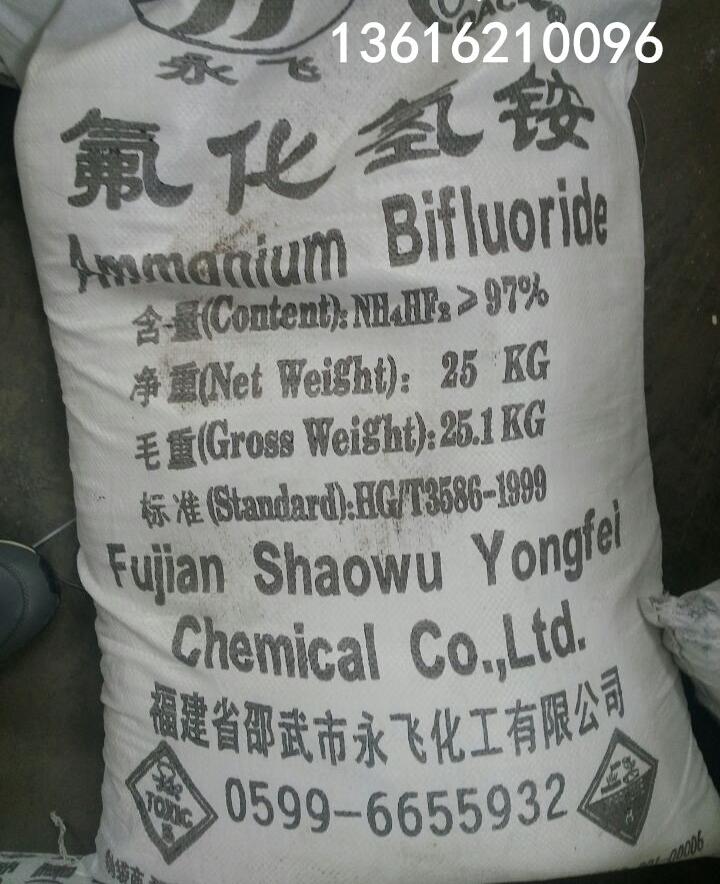 13616210096
永飞
氟化氢铵
Ammonium Bifluoride
含量(Content):NH4HF2≥97%
净重(Net Weight): 25 KG
毛重(Gross Weight):25.1KG
标准(Standard):HG/T3586-1999
Fujian Shaowu Yongfei
Chemical Co.,Ltd.
福建省邵武市永飞化工有限公司
TOXIC
0599-6655932